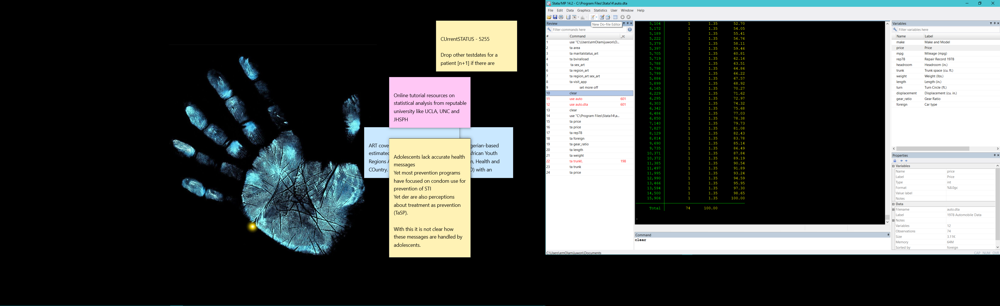 CUrrentSTATUS - 5255
Drop other testdates for a
patient [n+1] if there are
Online tutorial resources on
statistical analysis from reputable
university like UCLA, UNC and
JHSPH
ART cove
estimated
Regions A
COuntry.
gerian-based
African Youth
n, Health and
) with an
Adolescents lack accurate health
messages
Yet most prevention programs
have focused on condom use for
prevention of STI
Yet der are also perceptions
about treatment as prevention
(TaSP).
With this it is not clear how
these messages are handled by
adolescents.
Stata/MP 14.2 - C:\Program Files\Stata14\auto.dta
File Edit Data Graphics Statistics User Window Help
Review
New Do-file Editor
Filter commands here
# Command _rc
1 use "C:\Users\emOlamijuwon\O...
2 ta area
3 ta maritalstatus_art
4 ta bviralload
5 ta sex_art
6 ta region_art
7 ta region_art sex_art
8 ta visit_app
9 set more off
10 clear
11 use auto 601
12 use auto.dta 601
13 clear
14 use "C:\Program Files\Stata14\a...
15 ta price
16 ta price
17 ta rep78
18 ta foreign
19 ta gear_ratio
20 ta length
21 ta weight
22 ta trunk\ 198
23 ta trunk
24 ta price
5,104 1 1.35 52.70
5,172 1 1.35 54.05
5,189 1 1.35 55.41
5,222 1 1.35 56.76
5,379 1 1.35 58.11
5,397 1 1.35 59.46
5,705 1 1.35 60.81
5,719 1 1.35 62.16
5,788 1 1.35 63.51
5,798 1 1.35 64.86
5,799 1 1.35 66.22
5,886 1 1.35 67.57
5,899 1 1.35 68.92
6,165 1 1.35 70.27
6,229 1 1.35 71.62
6,295 1 1.35 72.97
6,303 1 1.35 74.32
6,342 1 1.35 75.68
6,486 1 1.35 77.03
6,850 1 1.35 78.38
7,140 1 1.35 79.73
7,827 1 1.35 81.08
8,129 1 1.35 82.43
8,814 1 1.35 83.78
9,690 1 1.35 85.14
9,735 1 1.35 86.49
10,371 1 1.35 87.84
10,372 1 1.35 89.19
11,385 1 1.35 90.54
11,497 1 1.35 91.89
11,995 1 1.35 93.24
12,990 1 1.35 94.59
13,466 1 1.35 95.95
13,594 1 1.35 97.30
14,500 1 1.35 98.65
15,906 1 1.35 100.00
Total 74 100.00
.
Command
clear
C:\Users\emOlamijuwon\Documents
Variables
Filter variables here
Name Label
make Make and Model
price Price
mpg Mileage (mpg)
rep78 Repair Record 1978
headroom Headroom (in.)
trunk Trunk space (cu. ft.)
weight Weight (lbs.)
length Length (in.)
turn Turn Circle (ft.)
displacement Displacement (cu. in.)
gear_ratio Gear Ratio
foreign Car type
Properties
Variables
Name price
Label Price
Type int
Format %8.0gc
Value label
Notes
Data
Filename auto.dta
Label 1978 Automobile Data
Notes
Variables 12
Observations 74
Size 3.11K
Memory 64M
Sorted by foreign
CAP NUM OVR